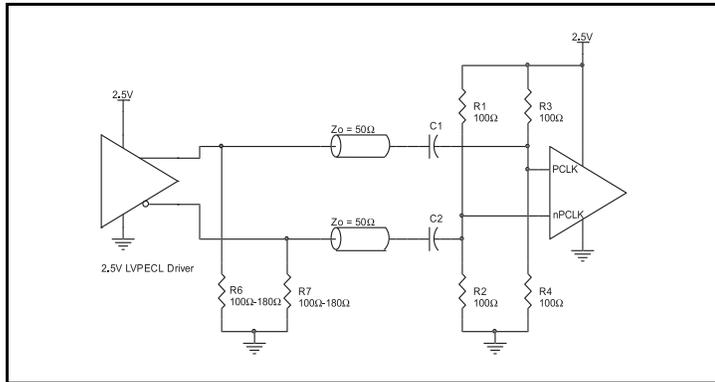 2.5V
2.5V
R1
100Ω
R3
100Ω
Zo = 50Ω
C1
PCLK
nPCLK
Zo = 50Ω
C2
2.5V LVPECL Driver
R6
100Ω-180Ω
R7
100Ω-180Ω
R2
100Ω
R4
100Ω